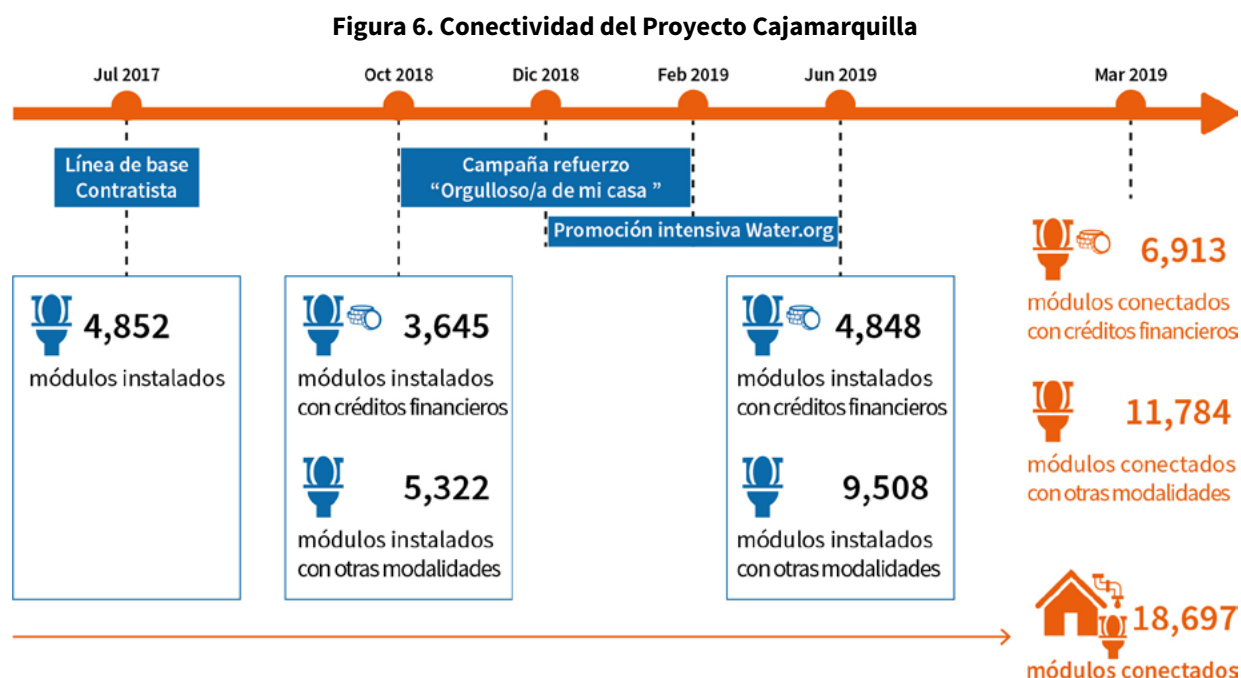 Figura 6. Conectividad del Proyecto Cajamarquilla
Jul 2017
Oct 2018
Dic 2018
Feb 2019
Jun 2019
Mar 2019
Línea de base
Contratista
Campaña refuerzo
“Orgulloso/a de mi casa ”
Promoción intensiva Water.org
4,852
módulos instalados
3,645
módulos instalados
con créditos financieros
5,322
módulos instalados
con otras modalidades
4,848
módulos instalados
con créditos financieros
9,508
módulos instalados
con otras modalidades
6,913
módulos conectados
con créditos financieros
11,784
módulos conectados
con otras modalidades
18,697
módulos conectados